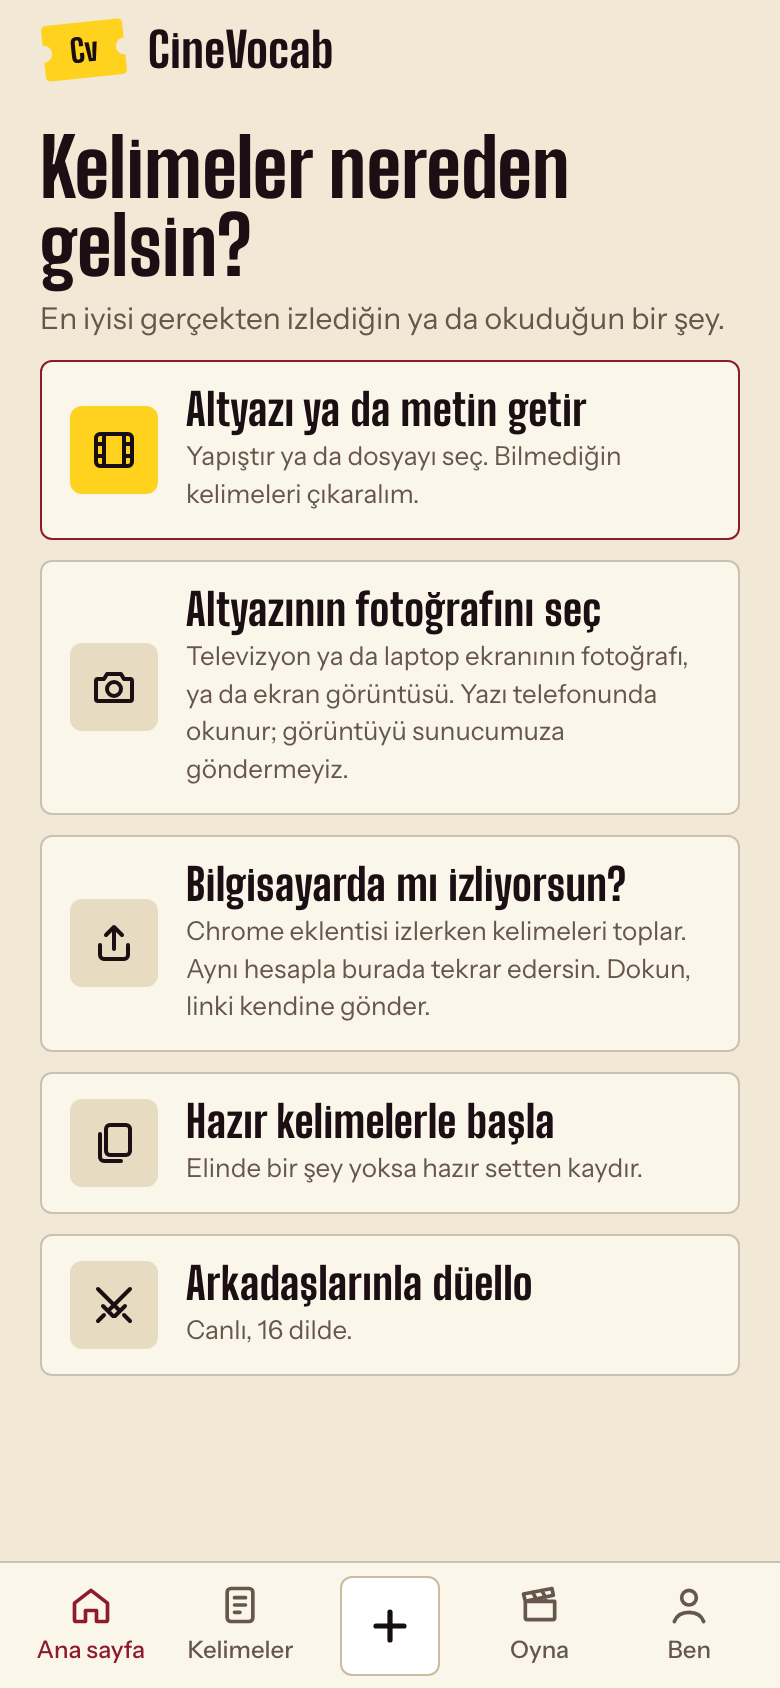 Cv CineVocab
Kelimeler nereden
gelsin?
En iyisi gerçekten izlediğin ya da okuduğun bir şey.
Altyazı ya da metin getir
Yapıştır ya da dosyayı seç. Bilmediğin
kelimeleri çıkaralım.
Altyazının fotoğrafını seç
Televizyon ya da laptop ekranının fotoğrafı,
ya da ekran görüntüsü. Yazı telefonunda
okunur; görüntüyü sunucumuza
göndermeyiz.
Bilgisayarda mı izliyorsun?
Chrome eklentisi izlerken kelimeleri toplar.
Aynı hesapla burada tekrar edersin. Dokun,
linki kendine gönder.
Hazır kelimelerle başla
Elinde bir şey yoksa hazır setten kaydır.
Arkadaşlarınla düello
Canlı, 16 dilde.
Ana sayfa Kelimeler Oyna Ben